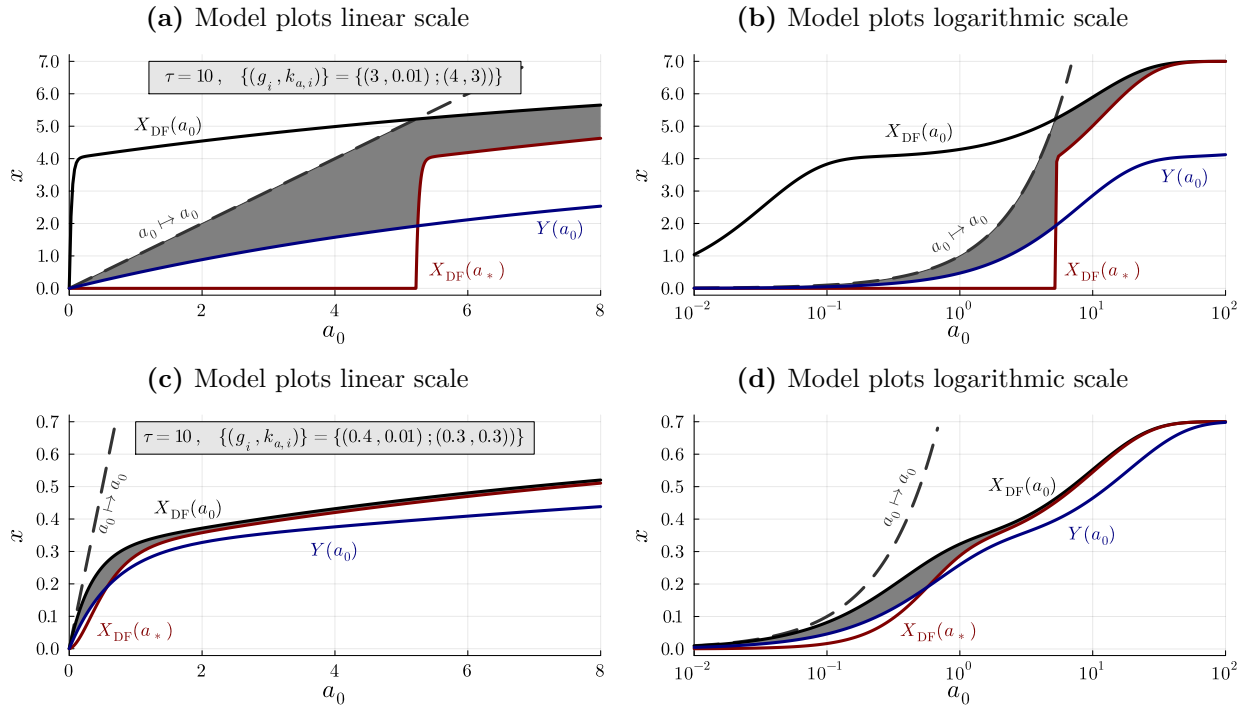 (a) Model plots linear scale
τ = 10 , {(g_i , k_{a,i})} = {(3 , 0.01) ; (4 , 3))}
X_DF(a_0)
a_0 ↦ a_0
Y(a_0)
X_DF(a_*)
x
7.0
6.0
5.0
4.0
3.0
2.0
1.0
0.0
0 2 4 6 8
a_0
(b) Model plots logarithmic scale
X_DF(a_0)
Y(a_0)
a_0 ↦ a_0
X_DF(a_*)
x
7.0
6.0
5.0
4.0
3.0
2.0
1.0
0.0
10^{-2} 10^{-1} 10^0 10^1 10^2
a_0
(c) Model plots linear scale
τ = 10 , {(g_i , k_{a,i})} = {(0.4 , 0.01) ; (0.3 , 0.3))}
a_0 ↦ a_0
X_DF(a_0)
Y(a_0)
X_DF(a_*)
x
0.7
0.6
0.5
0.4
0.3
0.2
0.1
0.0
0 2 4 6 8
a_0
(d) Model plots logarithmic scale
X_DF(a_0)
a_0 ↦ a_0
Y(a_0)
X_DF(a_*)
x
0.7
0.6
0.5
0.4
0.3
0.2
0.1
0.0
10^{-2} 10^{-1} 10^0 10^1 10^2
a_0